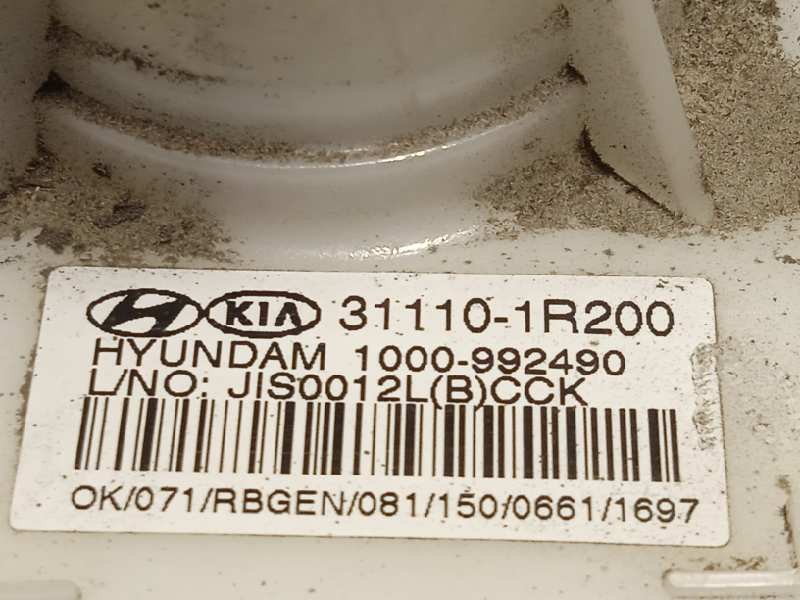 KIA 31110-1R200
HYUNDAM 1000-992490
L/NO: JIS0012L(B)CCK
OK/071/RBGEN/081/150/0661/1697